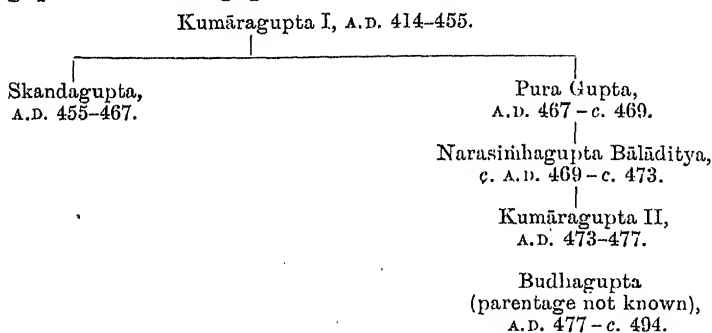 Kumāragupta I, A.D. 414–455.
Skandagupta,
A.D. 455–467.
Pura Gupta,
A.D. 467 – c. 469.
Narasiṁhagupta Bālāditya,
c. A.D. 469 – c. 473.
Kumāragupta II,
A.D. 473–477.
Budhagupta
(parentage not known),
A.D. 477 – c. 494.